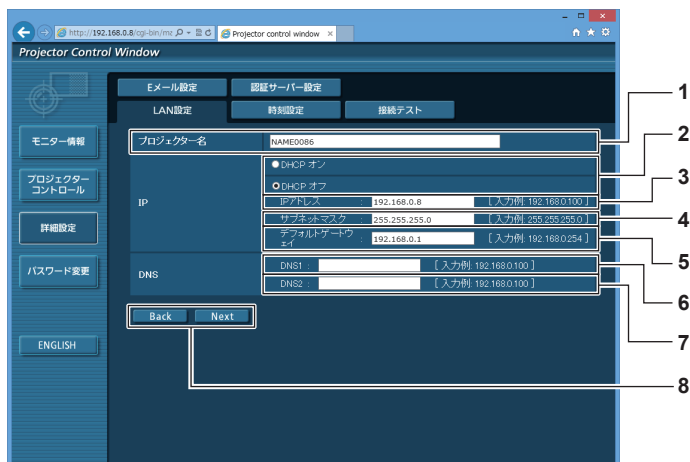 http://192.168.0.8/cgi-bin/ma
Projector control window ×
Projector Control Window
Eメール設定
認証サーバー設定
LAN設定
時刻設定
接続テスト
モニター情報
プロジェクター
コントロール
詳細設定
パスワード変更
ENGLISH
プロジェクター名
NAME0086
IP
DHCP オン
DHCP オフ
IPアドレス : 192.168.0.8 [入力例: 192.168.0.100]
サブネットマスク : 255.255.255.0 [入力例: 255.255.255.0]
デフォルトゲートウ
ェイ : 192.168.0.1 [入力例: 192.168.0.254]
DNS
DNS1 : [入力例: 192.168.0.100]
DNS2 : [入力例: 192.168.0.100]
Back
Next
1
2
3
4
5
6
7
8